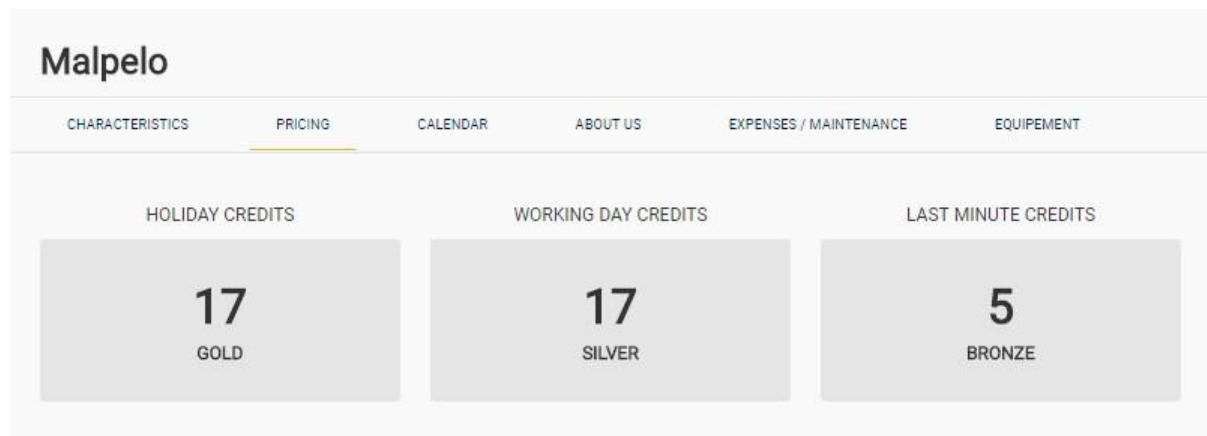 Malpelo
CHARACTERISTICS PRICING CALENDAR ABOUT US EXPENSES / MAINTENANCE EQUIPEMENT
HOLIDAY CREDITS WORKING DAY CREDITS LAST MINUTE CREDITS
17 17 5
GOLD SILVER BRONZE